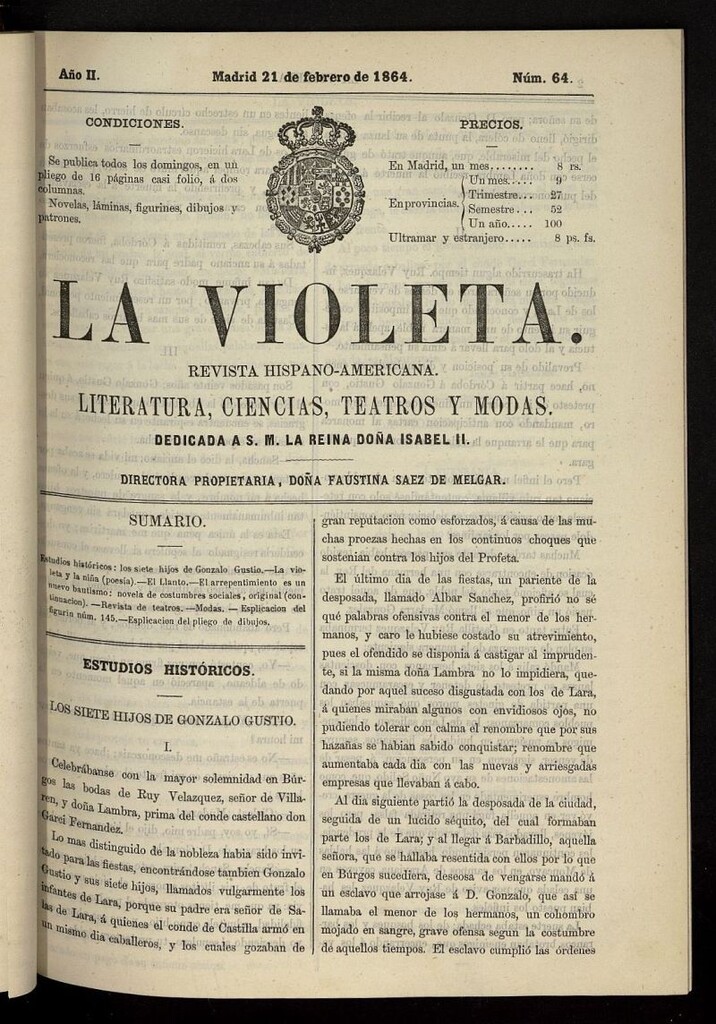 Año II.
Madrid 21 de febrero de 1864.
Núm. 64.
CONDICIONES.
Se publica todos los domingos, en un
pliego de 16 páginas casi folio, á dos
columnas.
Novelas, láminas, figurines, dibujos y
patrones.
PRECIOS.
En Madrid, un mes........ 8 rs.
En provincias.
Un mes..... 9
Trimestre... 27
Semestre... 52
Un año..... 100
Ultramar y estranjero..... 8 ps. fs.
LA VIOLETA.
REVISTA HISPANO-AMERICANA.
LITERATURA, CIENCIAS, TEATROS Y MODAS.
DEDICADA A S. M. LA REINA DOÑA ISABEL II.
DIRECTORA PROPIETARIA, DOÑA FAUSTINA SAEZ DE MELGAR.
SUMARIO.
Estudios históricos: los siete hijos de Gonzalo Gustio.—La vio-
leta y la niña (poesía).—El Llanto.—El arrepentimiento es un
nuevo bautismo: novela de costumbres sociales, original (con-
tinuacion).—Revista de teatros.—Modas.—Esplicacion del
figurin núm. 145.—Esplicacion del pliego de dibujos.
ESTUDIOS HISTÓRICOS.
LOS SIETE HIJOS DE GONZALO GUSTIO.
I.
Celebrábanse con la mayor solemnidad en Búr-
gos las bodas de Ruy Velazquez, señor de Villa-
ren, y doña Lambra, prima del conde castellano don
Garci Fernandez.
Lo mas distinguido de la nobleza habia sido invi-
tado para las fiestas, encontrándose tambien Gonzalo
Gustio y sus siete hijos, llamados vulgarmente los
infantes de Lara, porque su padre era señor de Sa-
las de Lara, á quienes el conde de Castilla armó en
un mismo dia caballeros, y los cuales gozaban de
gran reputacion como esforzados, á causa de las mu-
chas proezas hechas en los continuos choques que
sostenian contra los hijos del Profeta.
El último dia de las fiestas, un pariente de la
desposada, llamado Albar Sanchez, profirió no sé
qué palabras ofensivas contra el menor de los her-
manos, y caro le hubiese costado su atrevimiento,
pues el ofendido se disponia á castigar al impruden-
te, si la misma doña Lambra no lo impidiera, que-
dando por aquel suceso disgustada con los de Lara,
á quienes miraban algunos con envidiosos ojos, no
pudiendo tolerar con calma el renombre que por sus
hazañas se habian sabido conquistar; renombre que
aumentaba cada dia con las nuevas y arriesgadas
empresas que llevaban á cabo.
Al dia siguiente partió la desposada de la ciudad,
seguida de un lucido séquito, del cual formaban
parte los de Lara; y al llegar á Barbadillo, aquella
señora, que se hallaba resentida con ellos por lo que
en Búrgos sucediera, deseosa de vengarse mandó á
un esclavo que arrojase á D. Gonzalo, que así se
llamaba el menor de los hermanos, un cohombro
mojado en sangre, grave ofensa segun la costumbre
de aquellos tiempos. El esclavo cumplió las órdenes